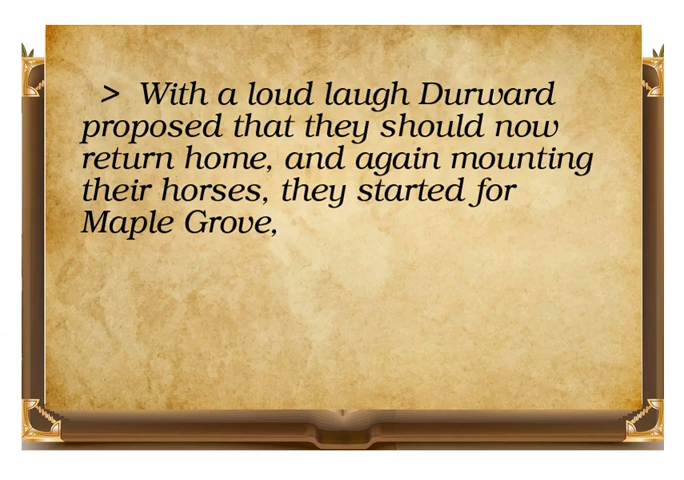 > With a loud laugh Durward
proposed that they should now
return home, and again mounting
their horses, they started for
Maple Grove,